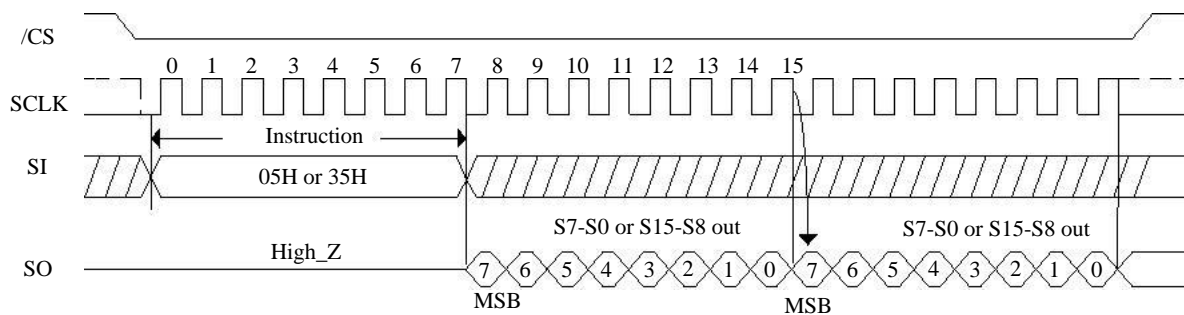 /CS
0 1 2 3 4 5 6 7 8 9 10 11 12 13 14 15
SCLK
Instruction
SI
05H or 35H
S7-S0 or S15-S8 out S7-S0 or S15-S8 out
High_Z
SO
7 6 5 4 3 2 1 0 7 6 5 4 3 2 1 0
MSB MSB